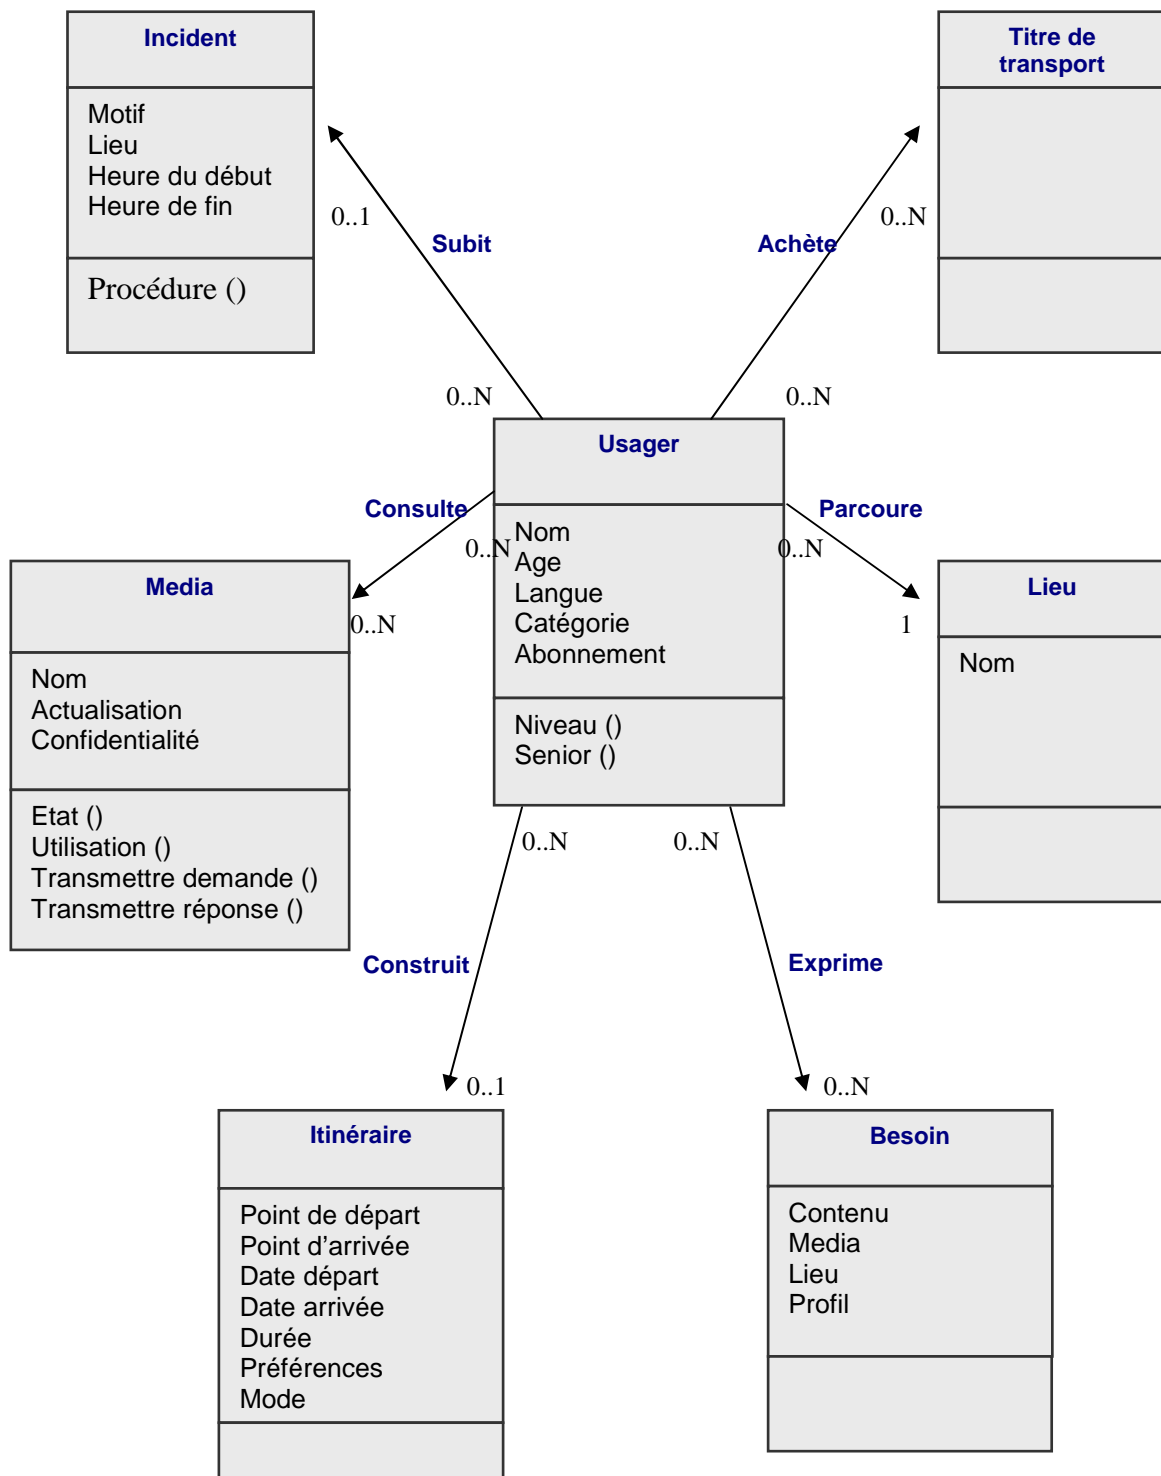 Incident
Motif
Lieu
Heure du début
Heure de fin
Procédure ()
Titre de
transport
0..1
Subit
Achète
0..N
0..N
0..N
Usager
Nom
Age
Langue
Catégorie
Abonnement
Niveau ()
Senior ()
Consulte
0..N
0..N
Parcoure
0..N
1
Media
Nom
Actualisation
Confidentialité
Etat ()
Utilisation ()
Transmettre demande ()
Transmettre réponse ()
Lieu
Nom
0..N
0..N
Construit
Exprime
0..1
0..N
Itinéraire
Point de départ
Point d'arrivée
Date départ
Date arrivée
Durée
Préférences
Mode
Besoin
Contenu
Media
Lieu
Profil